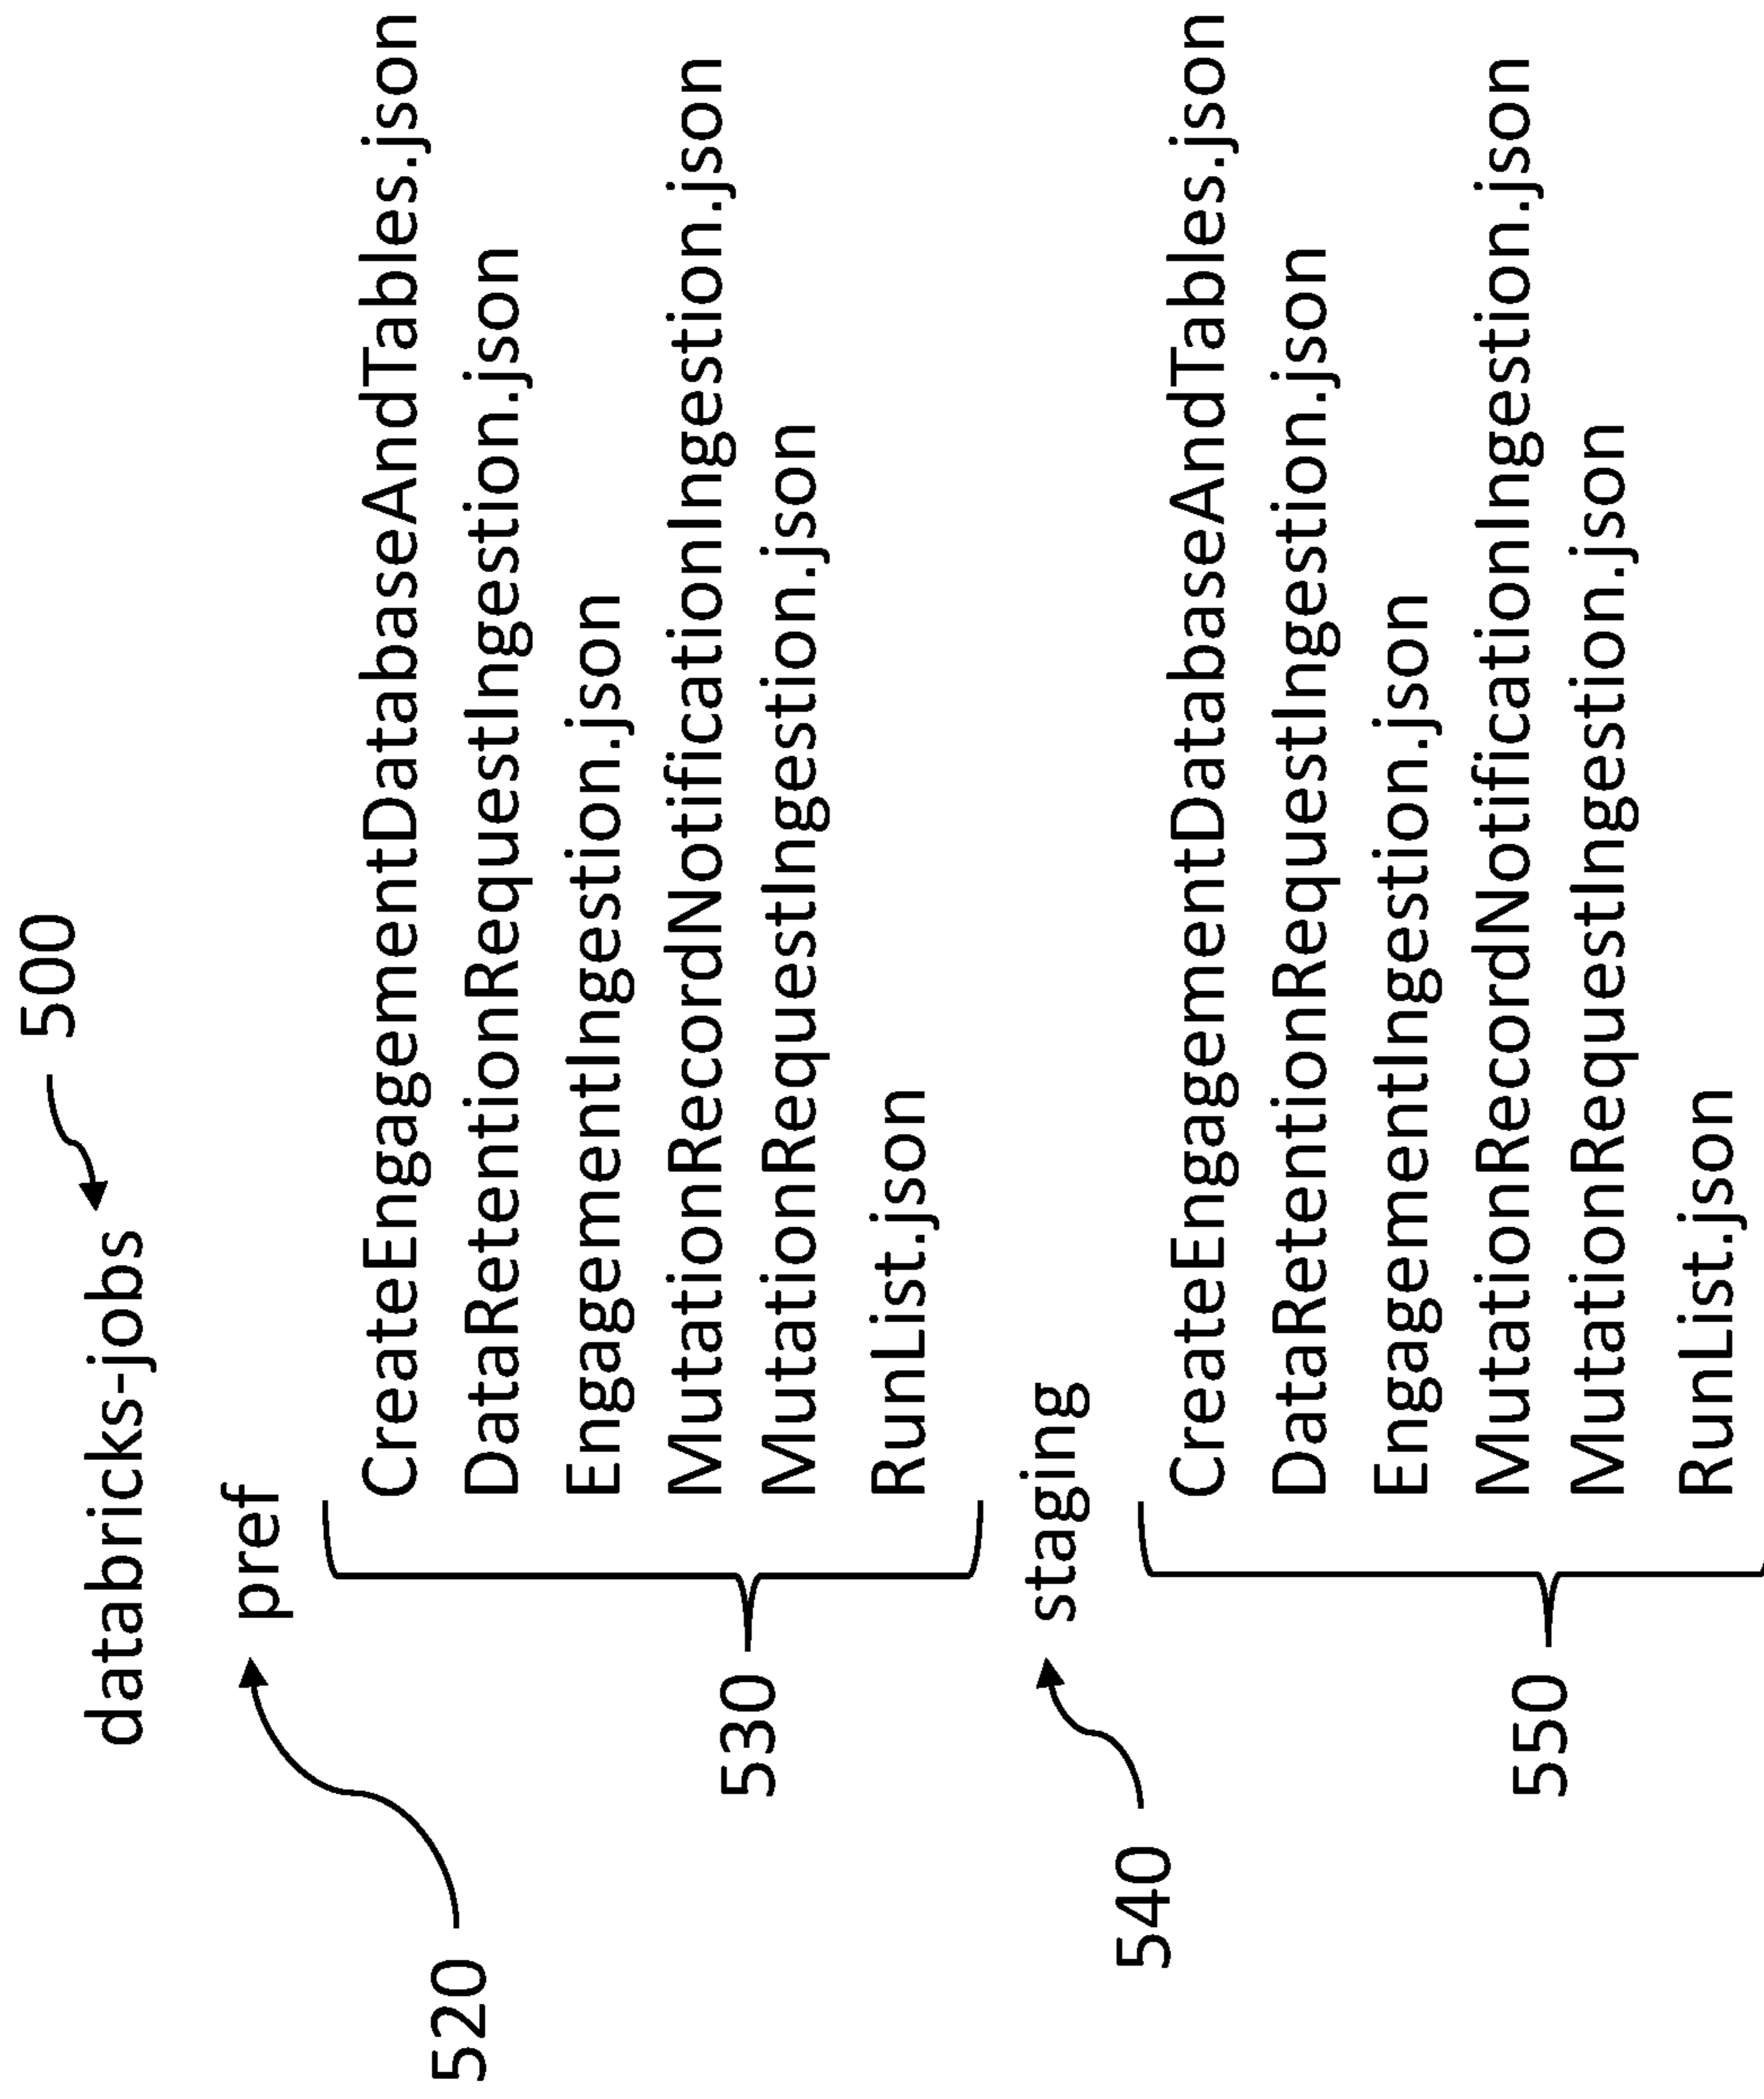 500
databricks-jobs
520
pref
530
CreateEngagementDatabaseAndTables.json
DataRetentionRequestIngestion.json
EngagementIngestion.json
MutationRecordNotificationIngestion.json
MutationRequestIngestion.json
RunList.json
540
staging
550
CreateEngagementDatabaseAndTables.json
DataRetentionRequestIngestion.json
EngagementIngestion.json
MutationRecordNotificationIngestion.json
MutationRequestIngestion.json
RunList.json